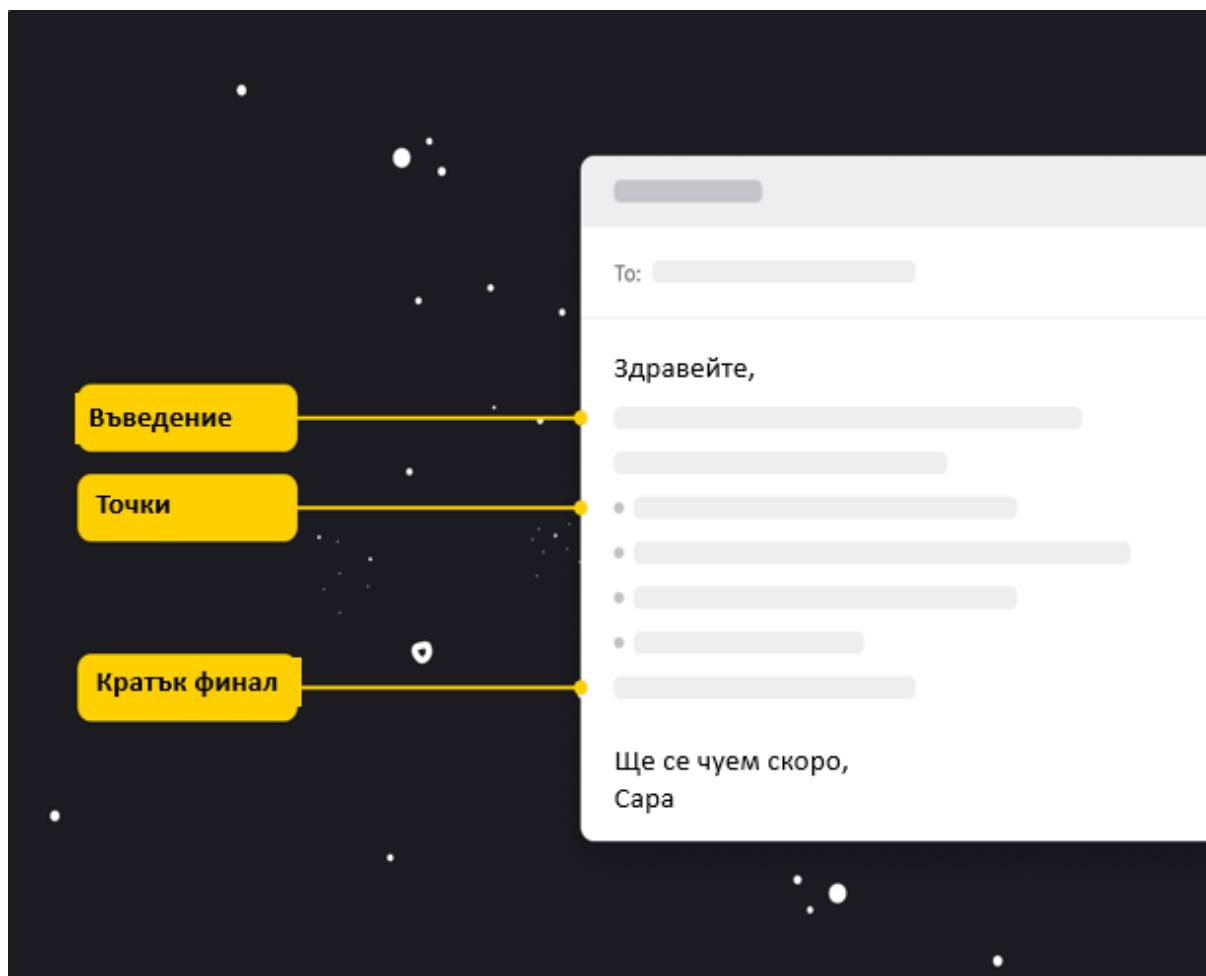 To:
Здравейте,
Въведение
Точки
Кратък финал
Ще се чуем скоро,
Сара